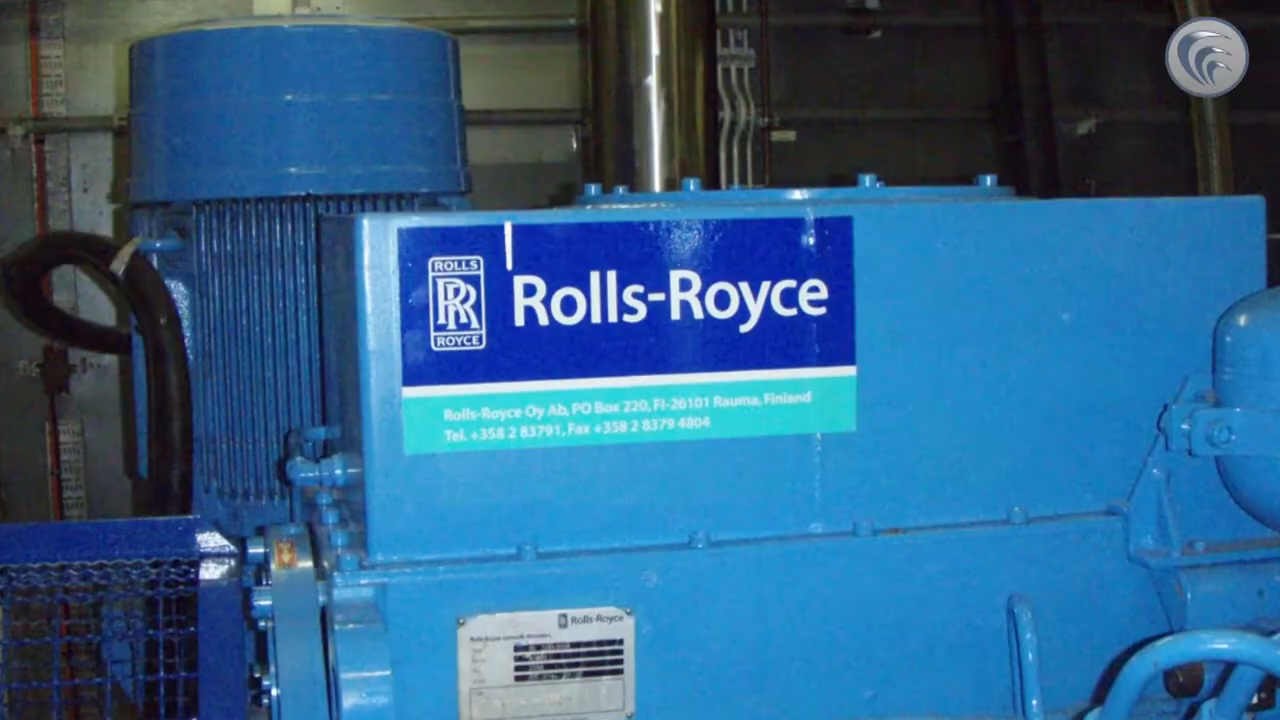 ROLLS
RR
ROYCE
Rolls-Royce
Rolls-Royce Oy Ab, PO Box 220, FI-26101 Rauma, Finland
Tel. +358 2 83791, Fax +358 2 8379 4804
Rolls-Royce